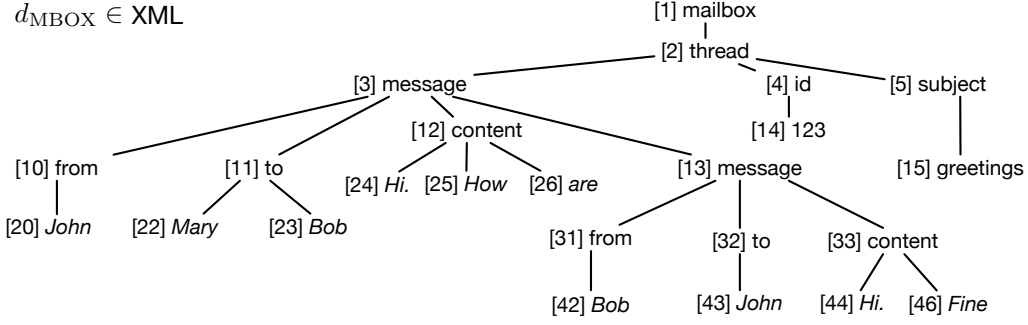 d_MBOX ∈ XML
[1] mailbox
[2] thread
[3] message [4] id [5] subject
[12] content [14] 123
[10] from [11] to [13] message [15] greetings
[24] Hi. [25] How [26] are
[20] John [22] Mary [23] Bob
[31] from [32] to [33] content
[42] Bob [43] John [44] Hi. [46] Fine